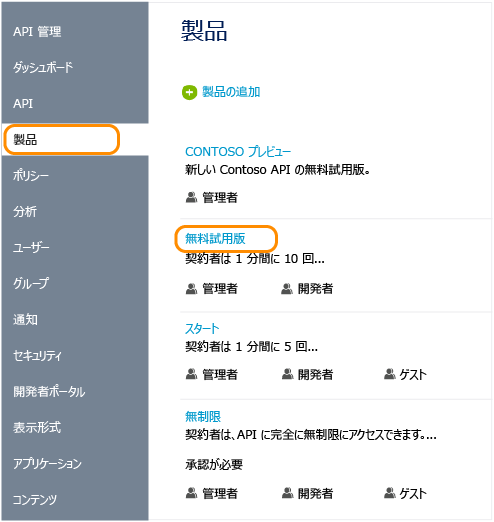 API 管理
ダッシュボード
API
製品
ポリシー
分析
ユーザー
グループ
通知
セキュリティ
開発者ポータル
表示形式
アプリケーション
コンテンツ
製品
製品の追加
CONTOSO プレビュー
新しい Contoso API の無料試用版。
管理者
無料試用版
契約者は 1 分間に 10 回...
管理者 開発者
スタート
契約者は 1 分間に 5 回...
管理者 開発者 ゲスト
無制限
契約者は、API に完全に無制限にアクセスできます。...
承認が必要
管理者 開発者 ゲスト